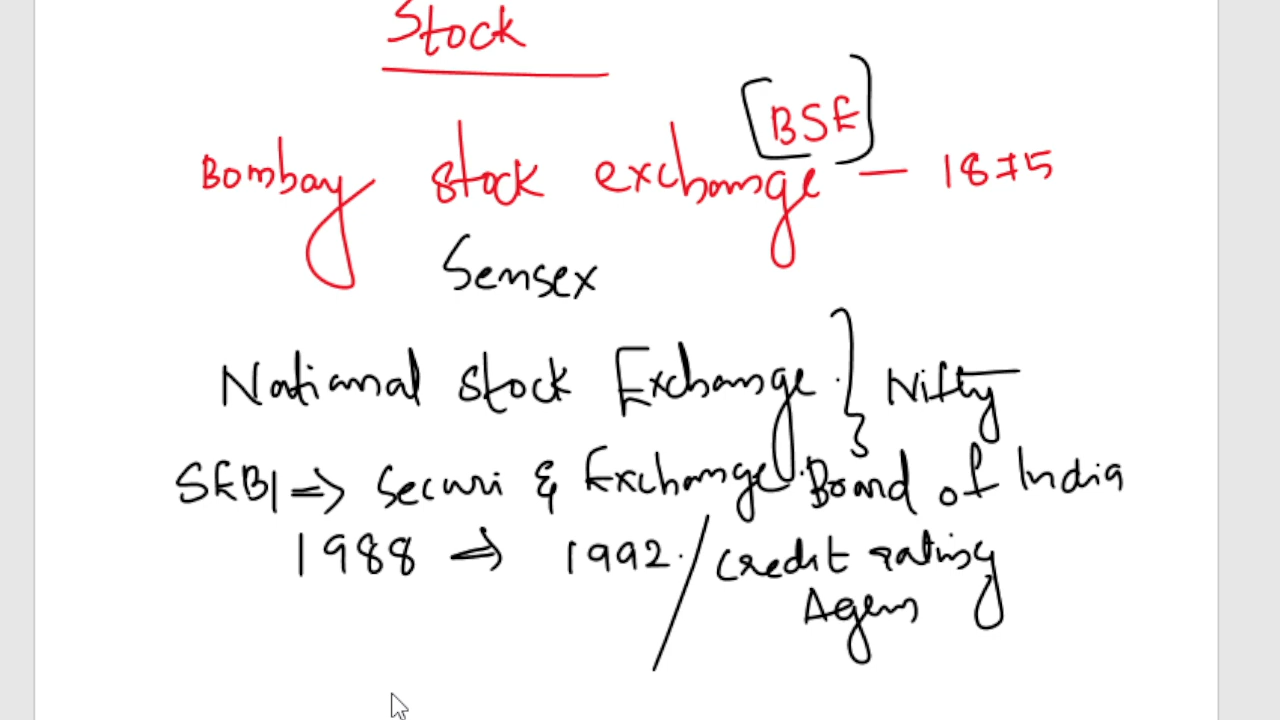 Stock
[BSE]
Bombay stock exchange — 1875
Sensex
National stock Exchange. } Nifty
SEBI => Securi & Exchange. Board of India
1988 => 1992. / credit rating
Agen